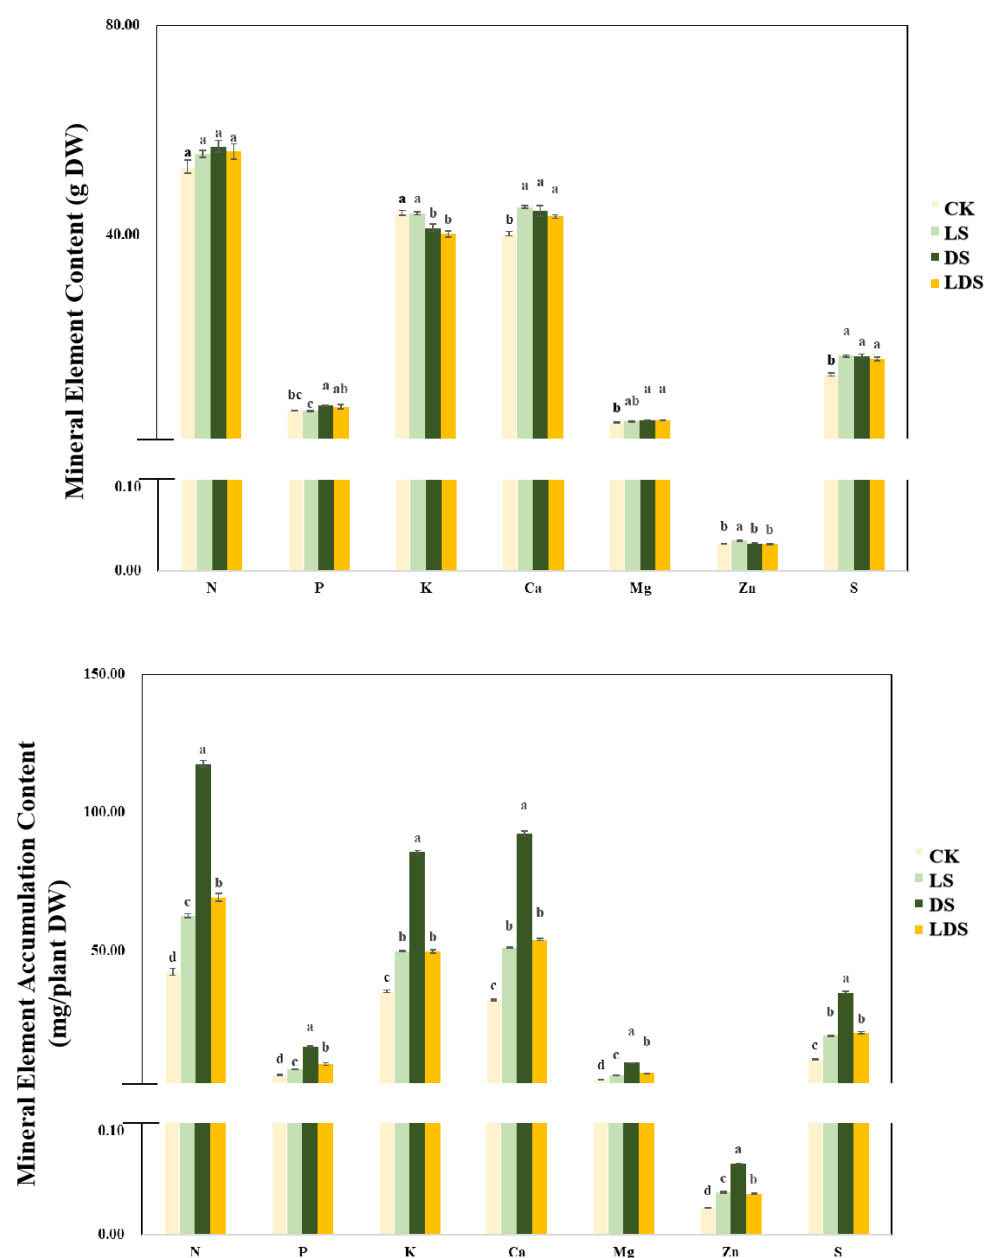 80.00
Mineral Element Content (g DW)
a a a a
a a b b
b a a a
40.00
CK
LS
DS
LDS
bc c a ab
b ab a a
b a a a
0.10
b a b b
0.00
N P K Ca Mg Zn S
150.00
Mineral Element Accumulation Content
(mg/plant DW)
100.00
d c a b
c b a b
c b a b
CK
LS
DS
LDS
50.00
d c a b
d c a b
c b a b
0.10
d c a b
0.00
N P K Ca Mg Zn S